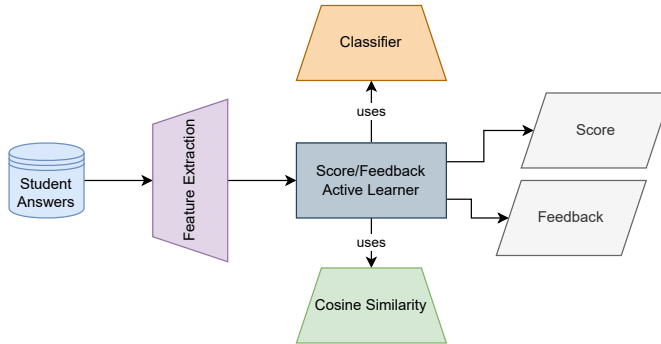 Classifier
uses
Student
Answers
Feature Extraction
Score/Feedback
Active Learner
Score
Feedback
uses
Cosine Similarity